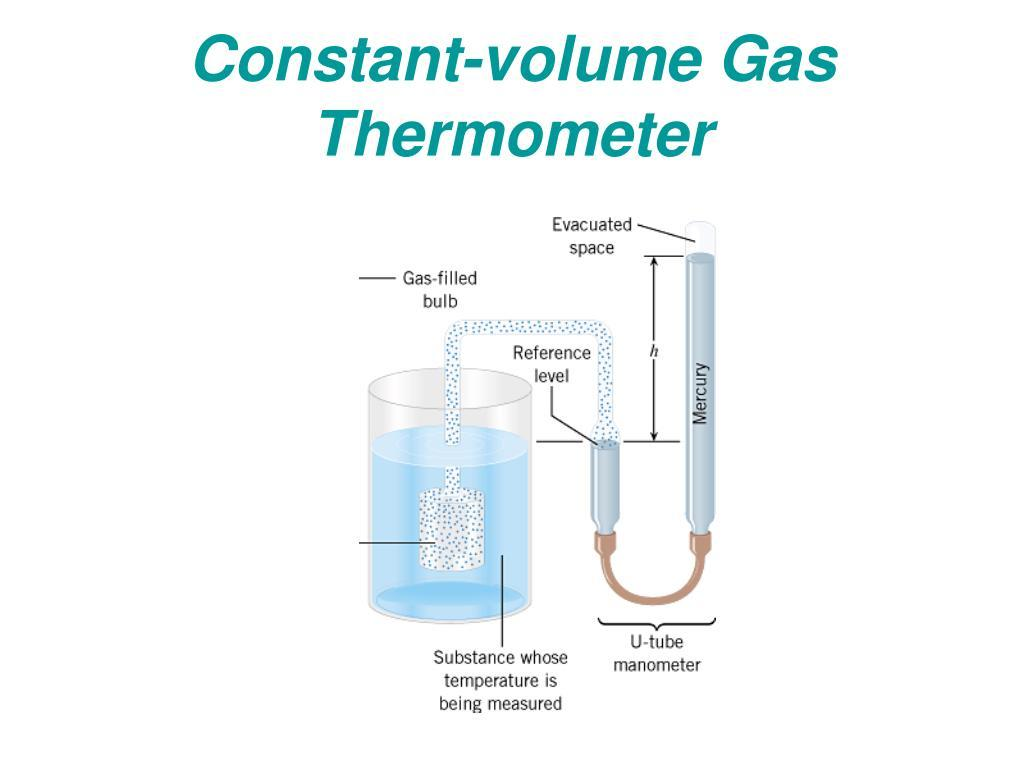 Constant-volume Gas
Thermometer
Evacuated
space
Gas-filled
bulb
Reference
level
h
Mercury
U-tube
manometer
Substance whose
temperature is
being measured